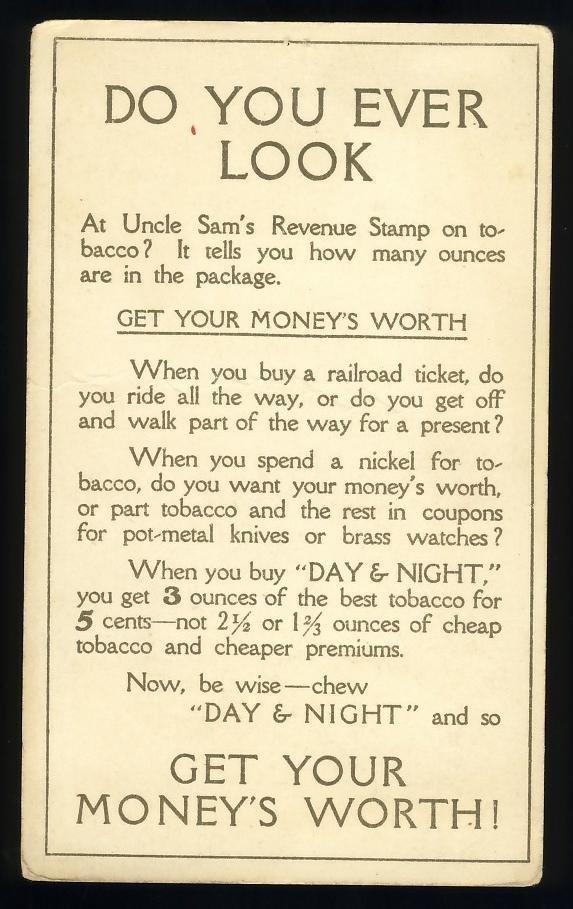 DO YOU EVER
LOOK
At Uncle Sam's Revenue Stamp on to-
bacco? It tells you how many ounces
are in the package.
GET YOUR MONEY'S WORTH
When you buy a railroad ticket, do
you ride all the way, or do you get off
and walk part of the way for a present?
When you spend a nickel for to-
bacco, do you want your money's worth,
or part tobacco and the rest in coupons
for pot-metal knives or brass watches?
When you buy "DAY & NIGHT,"
you get 3 ounces of the best tobacco for
5 cents—not 2½ or 1⅔ ounces of cheap
tobacco and cheaper premiums.
Now, be wise—chew
"DAY & NIGHT" and so
GET YOUR
MONEY'S WORTH!